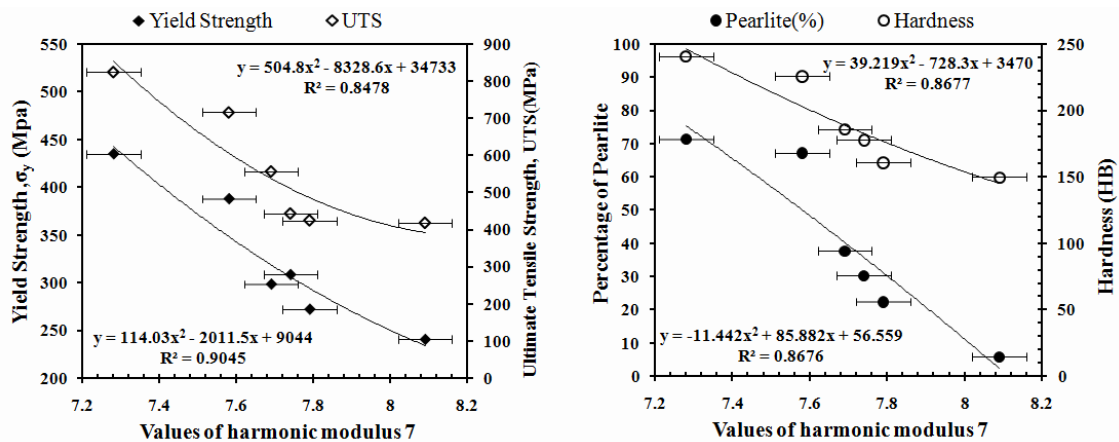 ◆ Yield Strength ◇ UTS
Yield Strength,σy (Mpa)
550
500
450
400
350
300
250
200
900
800
700
600
500
400
300
200
100
0
Ultimate Tensile Strength, UTS(MPa)
y = 504.8x² - 8328.6x + 34733
R² = 0.8478
y = 114.03x² - 2011.5x + 9044
R² = 0.9045
7.2 7.4 7.6 7.8 8 8.2
Values of harmonic modulus 7
● Pearlite(%) ○ Hardness
Percentage of Pearlite
100
90
80
70
60
50
40
30
20
10
0
250
200
150
100
50
0
Hardness (HB)
y = 39.219x² - 728.3x + 3470
R² = 0.8677
y = -11.442x² + 85.882x + 56.559
R² = 0.8676
7.2 7.4 7.6 7.8 8 8.2
Values of harmonic modulus 7